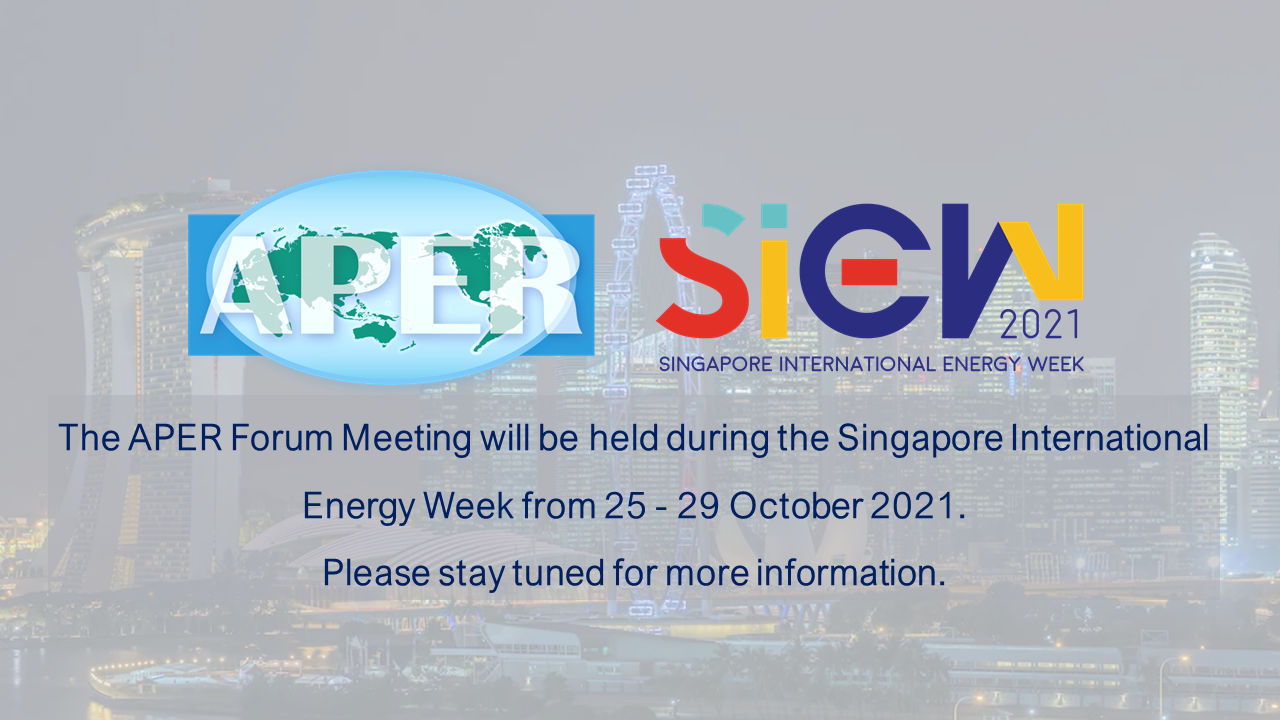 APER
SiEW
2021
SINGAPORE INTERNATIONAL ENERGY WEEK
The APER Forum Meeting will be held during the Singapore International
Energy Week from 25 - 29 October 2021.
Please stay tuned for more information.